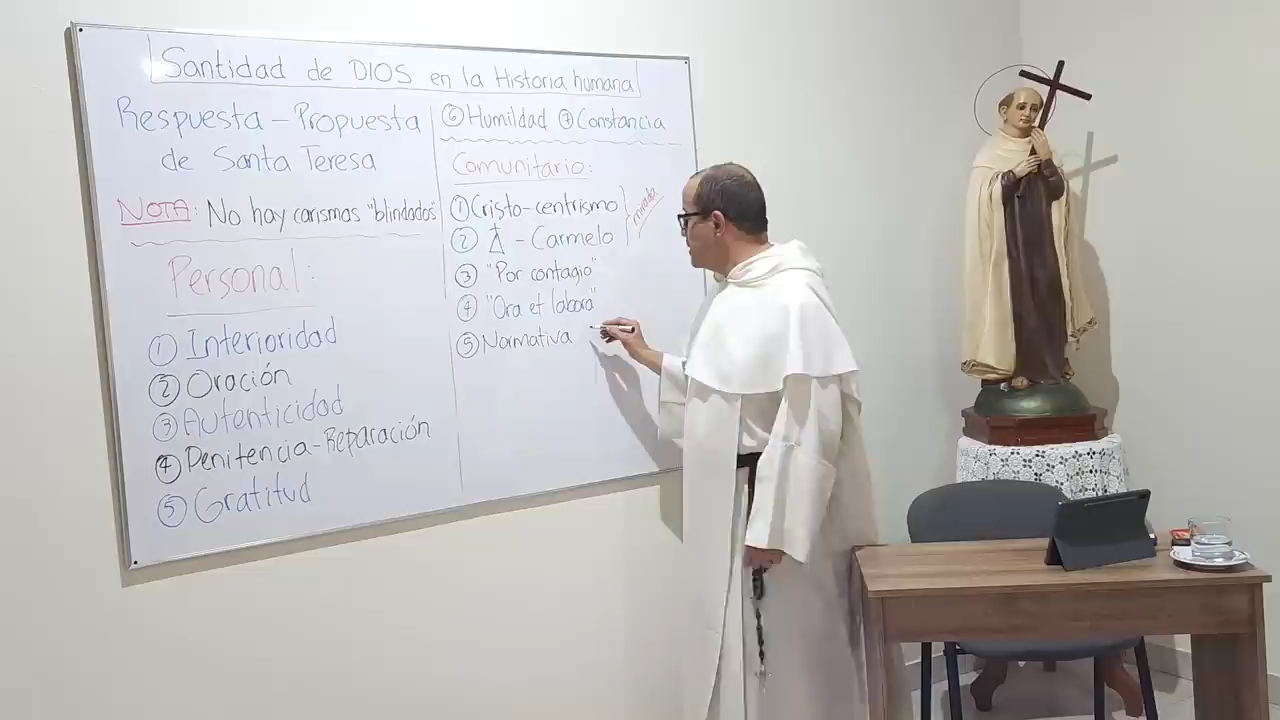 Santidad de DIOS en la Historia humana
Respuesta - Propuesta
de Santa Teresa
NOTA: No hay carismas "blindados"
Personal:
① Interioridad
② Oración
③ Autenticidad
④ Penitencia-Reparación
⑤ Gratitud
⑥ Humildad ⑦ Constancia
Comunitario:
① Cristo-centrismo
② - Carmelo
mirada
③ "Por contagio"
④ "Ora et labora"
⑤ Normativa